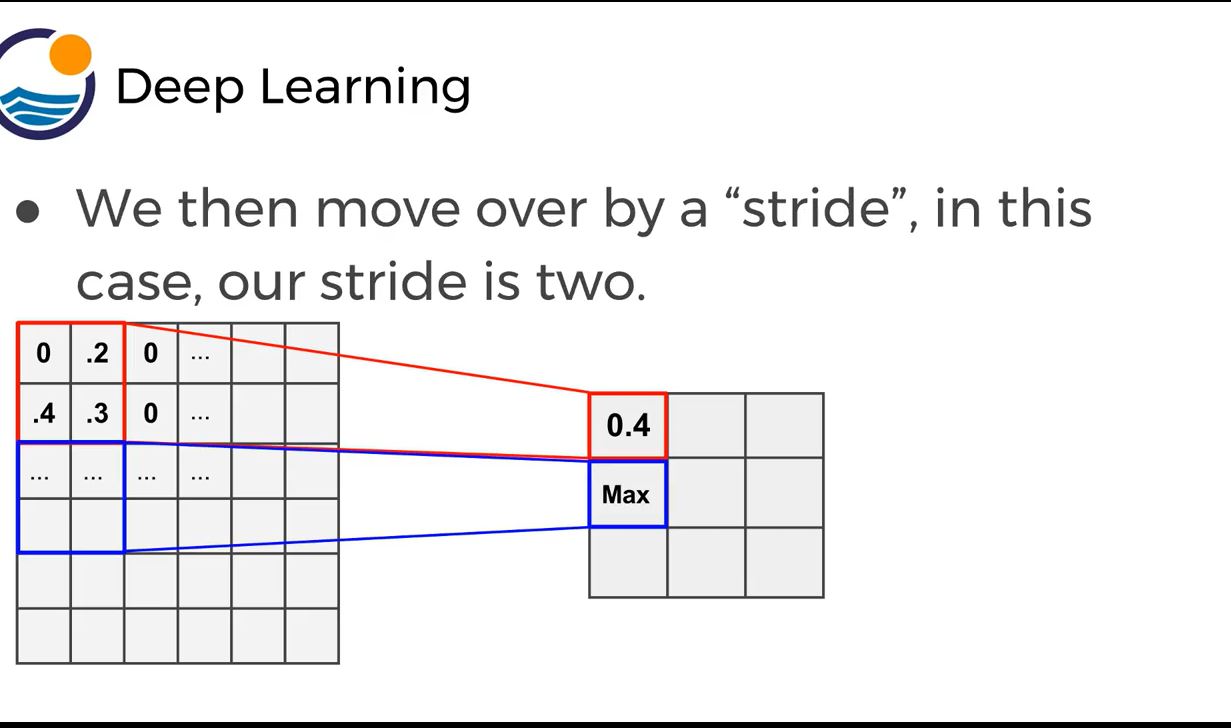 Deep Learning
● We then move over by a “stride”, in this
case, our stride is two.
0 .2 0 ...
.4 .3 0 ...
... ... ... ...
0.4
Max